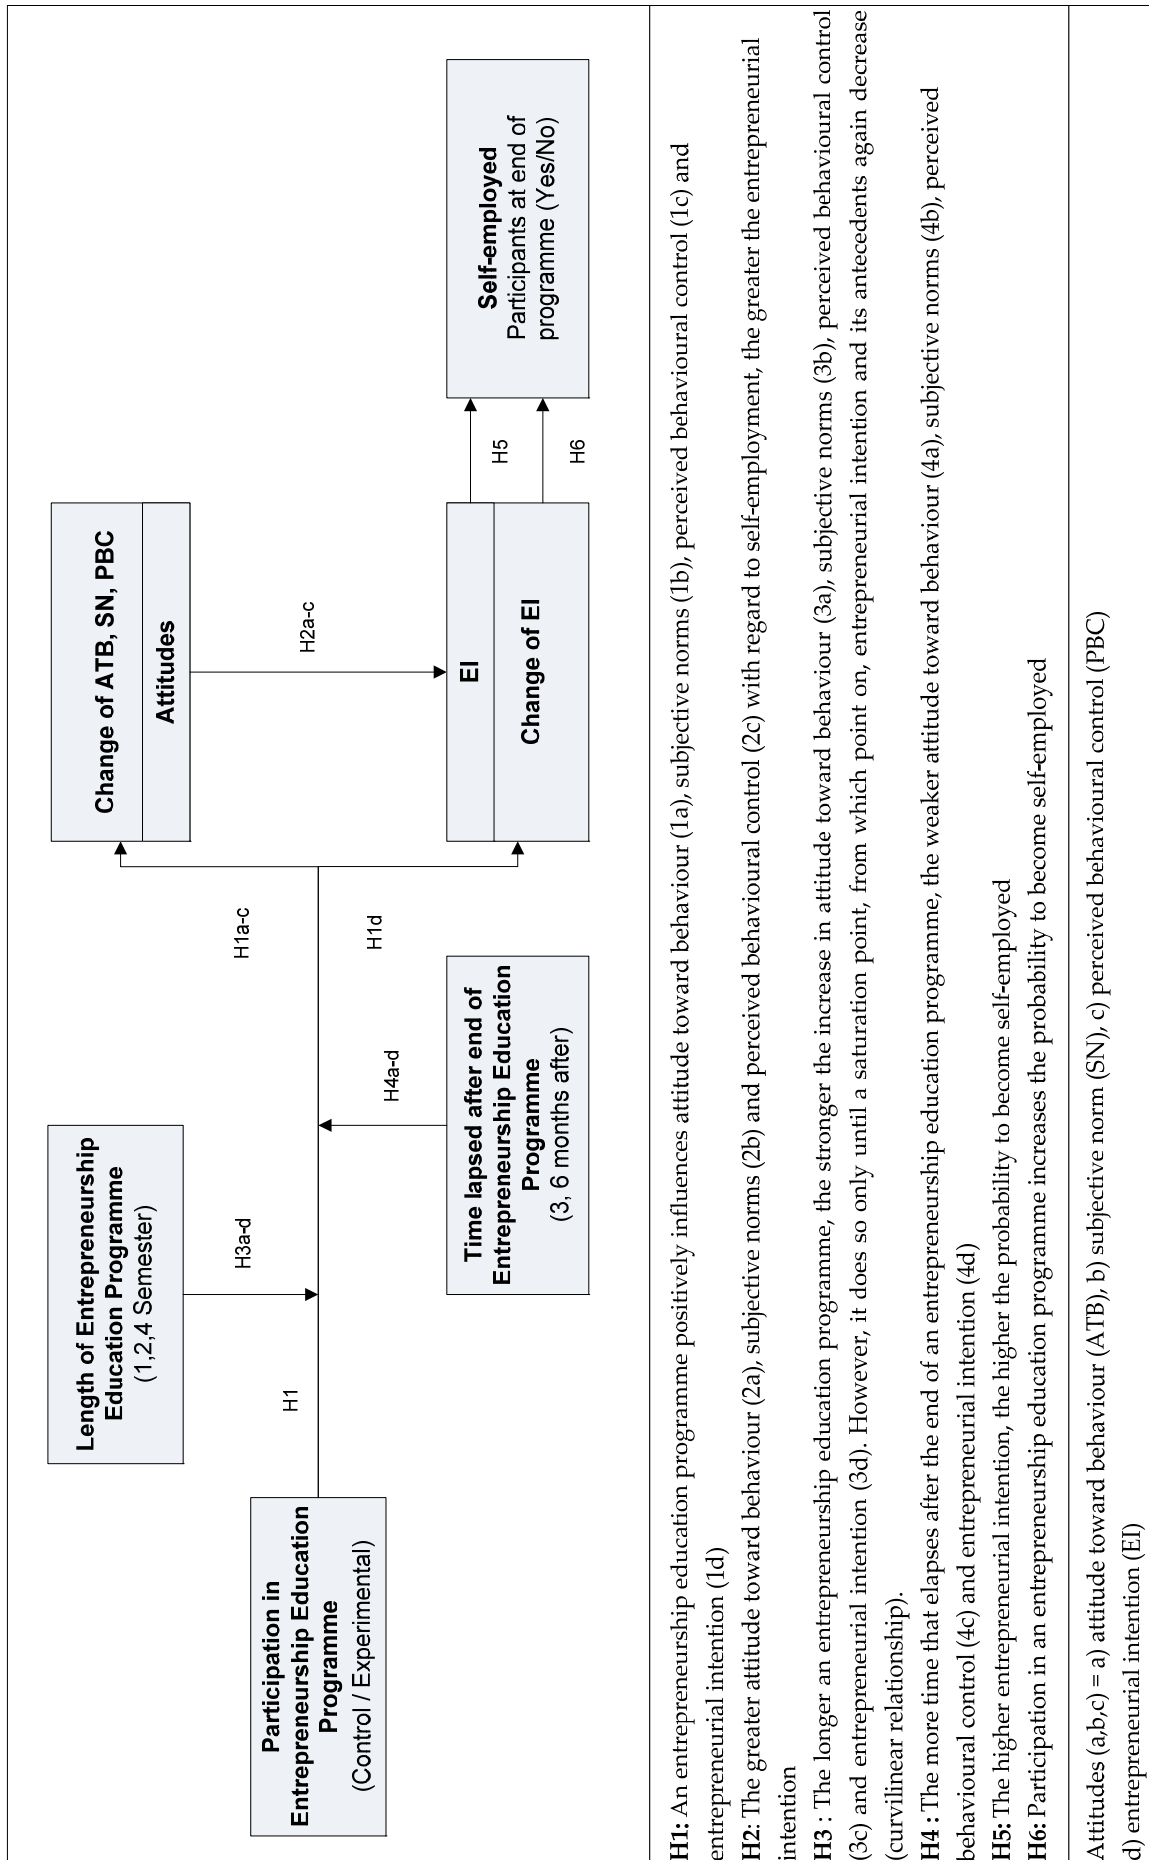 Participation in
Entrepreneurship Education
Programme
(Control / Experimental)
Length of Entrepreneurship
Education Programme
(1,2,4 Semester)
H3a-d
H1
Time lapsed after end of
Entrepreneurship Education
Programme
(3, 6 months after)
H4a-d
H1a-c
H1d
Change of ATB, SN, PBC
Attitudes
H2a-c
EI
Change of EI
H5
H6
Self-employed
Participants at end of
programme (Yes/No)
H1: An entrepreneurship education programme positively influences attitude toward behaviour (1a), subjective norms (1b), perceived behavioural control (1c) and
entrepreneurial intention (1d)
H2: The greater attitude toward behaviour (2a), subjective norms (2b) and perceived behavioural control (2c) with regard to self-employment, the greater the entrepreneurial
intention
H3 : The longer an entrepreneurship education programme, the stronger the increase in attitude toward behaviour (3a), subjective norms (3b), perceived behavioural control
(3c) and entrepreneurial intention (3d). However, it does so only until a saturation point, from which point on, entrepreneurial intention and its antecedents again decrease
(curvilinear relationship).
H4 : The more time that elapses after the end of an entrepreneurship education programme, the weaker attitude toward behaviour (4a), subjective norms (4b), perceived
behavioural control (4c) and entrepreneurial intention (4d)
H5: The higher entrepreneurial intention, the higher the probability to become self-employed
H6: Participation in an entrepreneurship education programme increases the probability to become self-employed
Attitudes (a,b,c) = a) attitude toward behaviour (ATB), b) subjective norm (SN), c) perceived behavioural control (PBC)
d) entrepreneurial intention (EI)